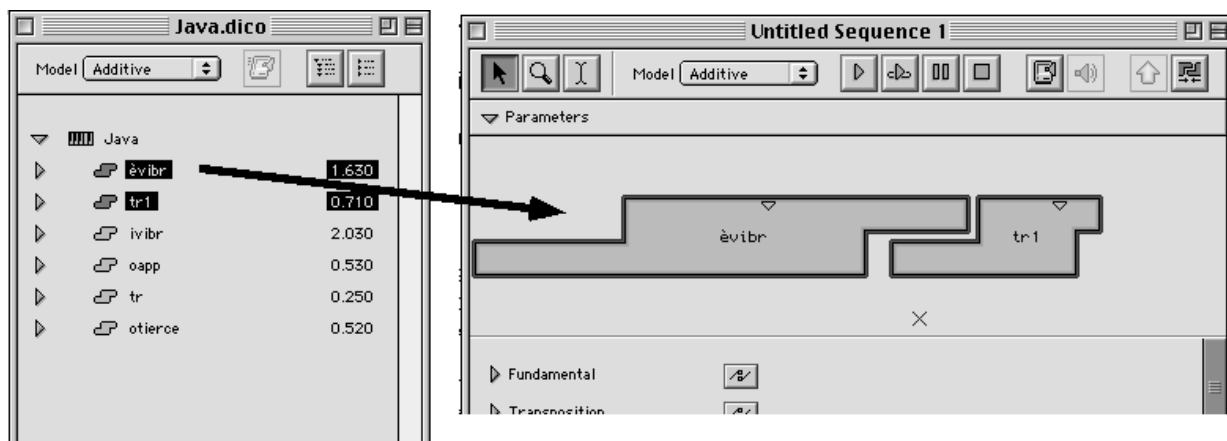 Java.dico
Model Additive
Java
èvibr 1.630
tr1 0.710
ivibr 2.030
oapp 0.530
tr 0.250
otierce 0.520
Untitled Sequence 1
Model Additive
Parameters
èvibr
tr1
Fundamental
Transposition